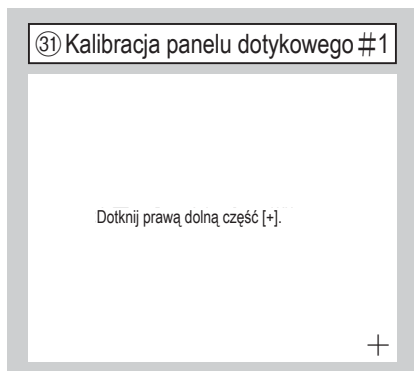 ㉛ Kalibracja panelu dotykowego #1
Dotknij prawą dolną część [+].
+